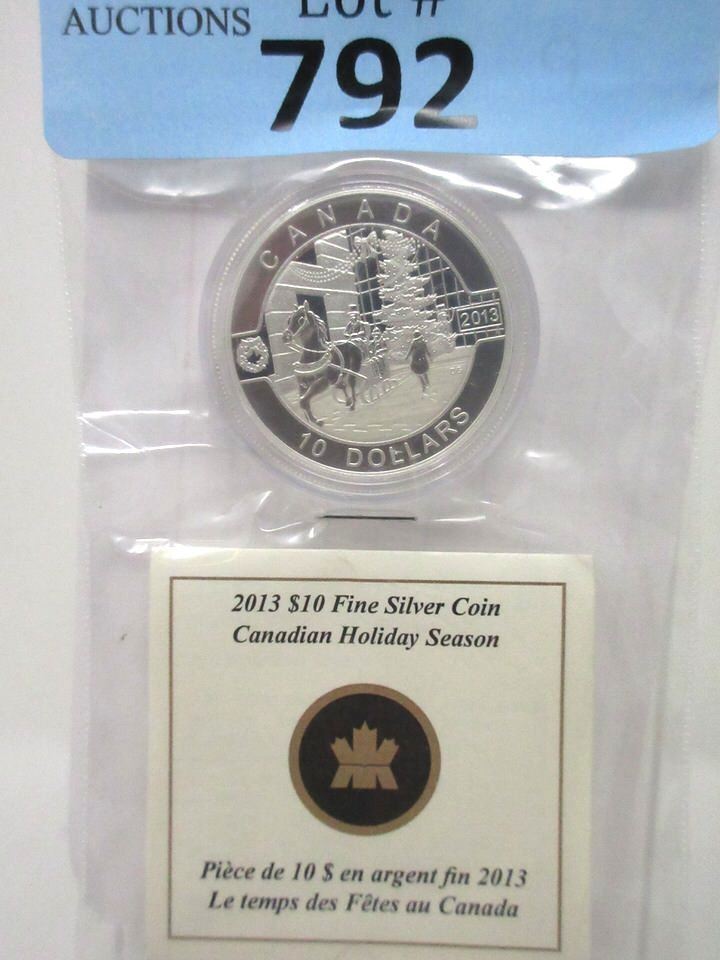 AUCTIONS Lot #
792
CANADA
2013
10 DOLLARS
2013 $10 Fine Silver Coin
Canadian Holiday Season
Pièce de 10 $ en argent fin 2013
Le temps des Fêtes au Canada